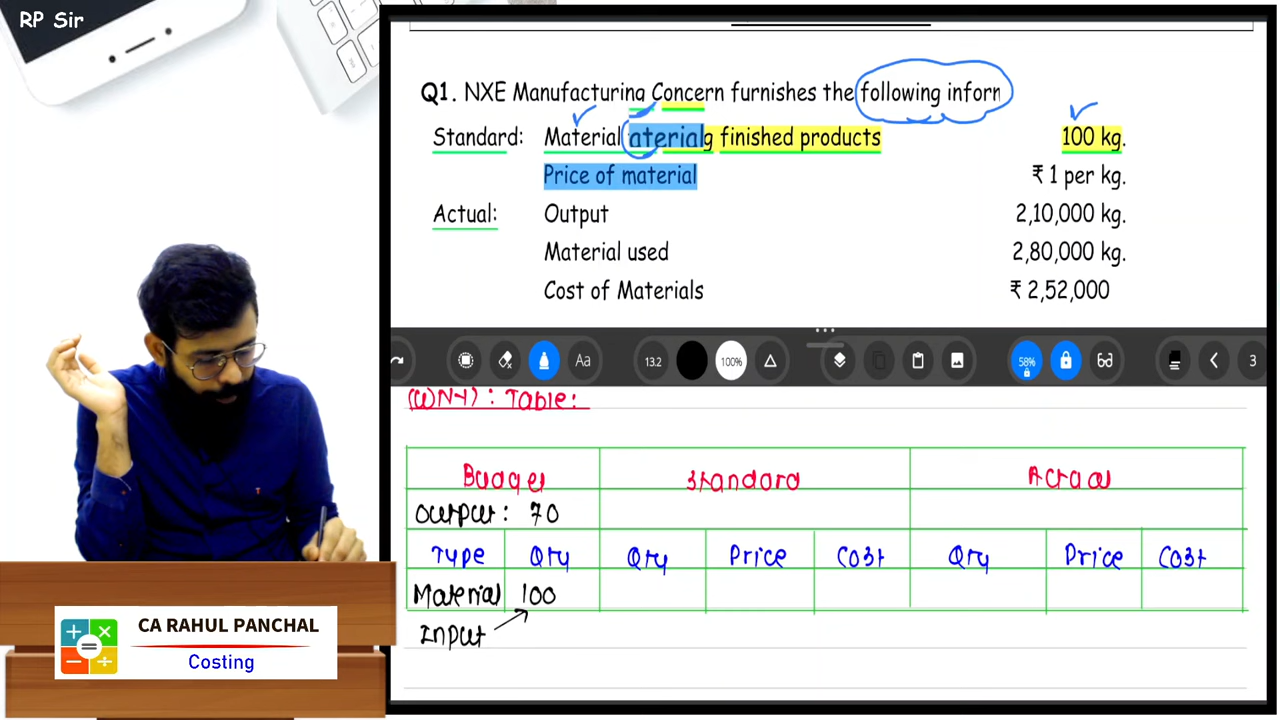 RP Sir
Q1. NXE Manufacturing Concern furnishes the following inforn
Standard: Material aterial g finished products 100 kg.
Price of material ₹ 1 per kg.
Actual: Output 2,10,000 kg.
Material used 2,80,000 kg.
Cost of Materials ₹ 2,52,000
Aa 13.2 100% 58% 3
(WN-1) : Table:
Budget Standard Actual
Output : 70
Type Qty Qty Price Cost Qty Price Cost
Material 100
Input
CA RAHUL PANCHAL
Costing